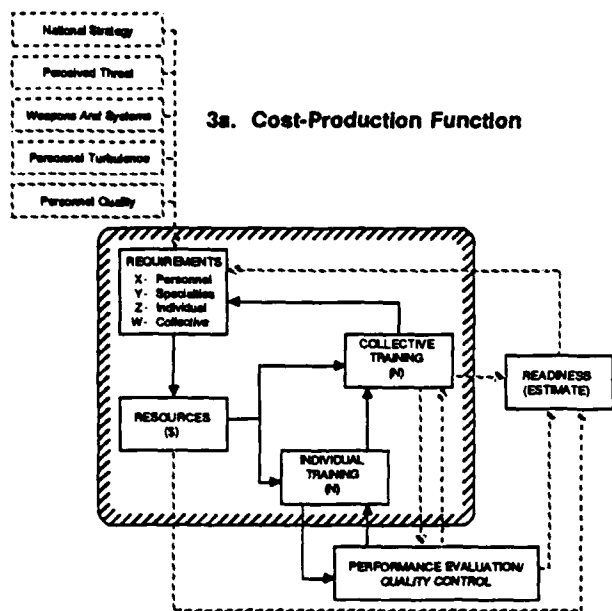 National Strategy
Perceived Threat
Weapons And Systems
Personnel Turbulence
Personnel Quality
3a. Cost-Production Function
REQUIREMENTS
X - Personnel
Y - Specialties
Z - Individual
W - Collective
COLLECTIVE
TRAINING
(N)
READINESS
(ESTIMATE)
RESOURCES
($)
INDIVIDUAL
TRAINING
(N)
PERFORMANCE EVALUATION/
QUALITY CONTROL